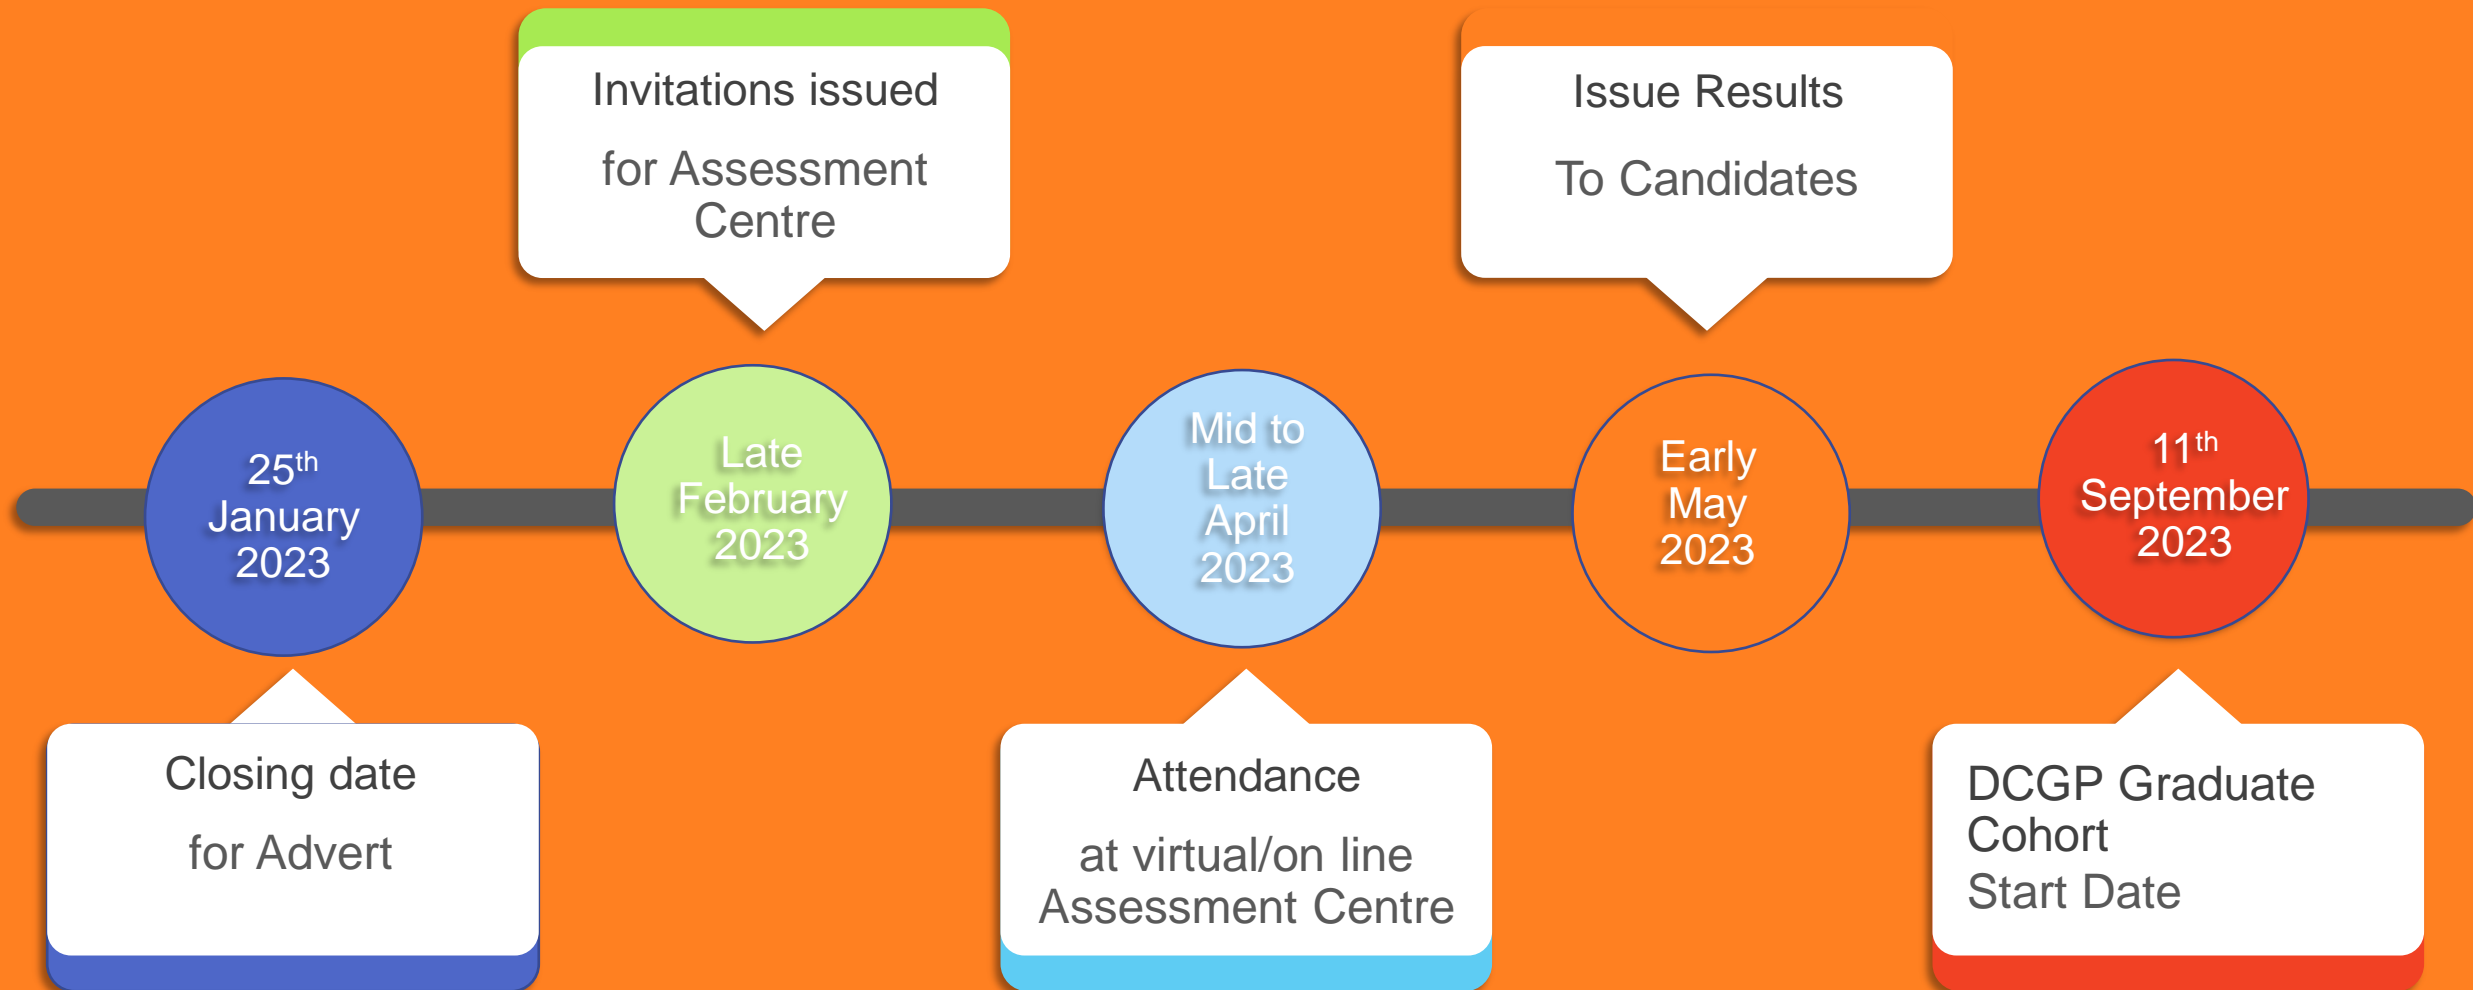 Invitations issued
for Assessment
Centre
Issue Results
To Candidates
25th
January
2023
Late
February
2023
Mid to
Late
April
2023
Early
May
2023
11th
September
2023
Closing date
for Advert
Attendance
at virtual/on line
Assessment Centre
DCGP Graduate
Cohort
Start Date